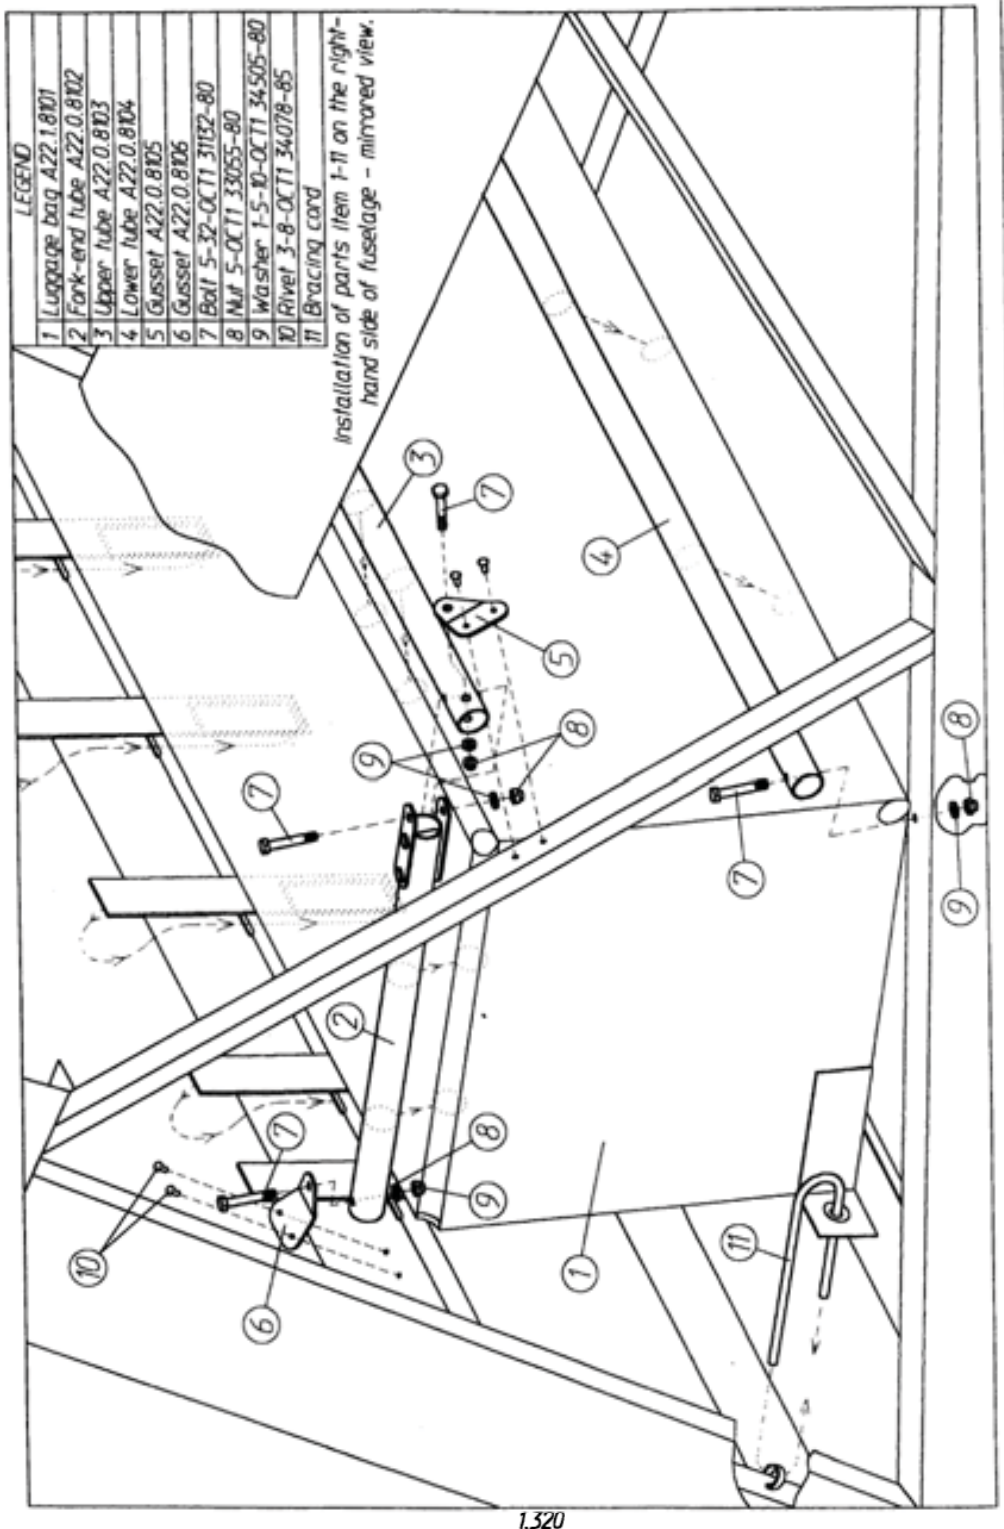 LEGEND
1 Luggage bag A22.1.8101
2 Fork-end tube A22.0.8102
3 Upper tube A22.0.8103
4 Lower tube A22.0.8104
5 Gusset A22.0.8105
6 Gusset A22.0.8106
7 Bolt 5-32-OCT1 31132-80
8 Nut 5-OCT1 33055-80
9 Washer 1-5-10-OCT1 34505-80
10 Rivet 3-8-OCT1 34078-85
11 Bracing cord
Installation of parts item 1-11 on the right-
hand side of fuselage - mirrored view.
3
7
4
5
9
8
7
7
8
9
2
7
8
9
10
6
1
11
1.320